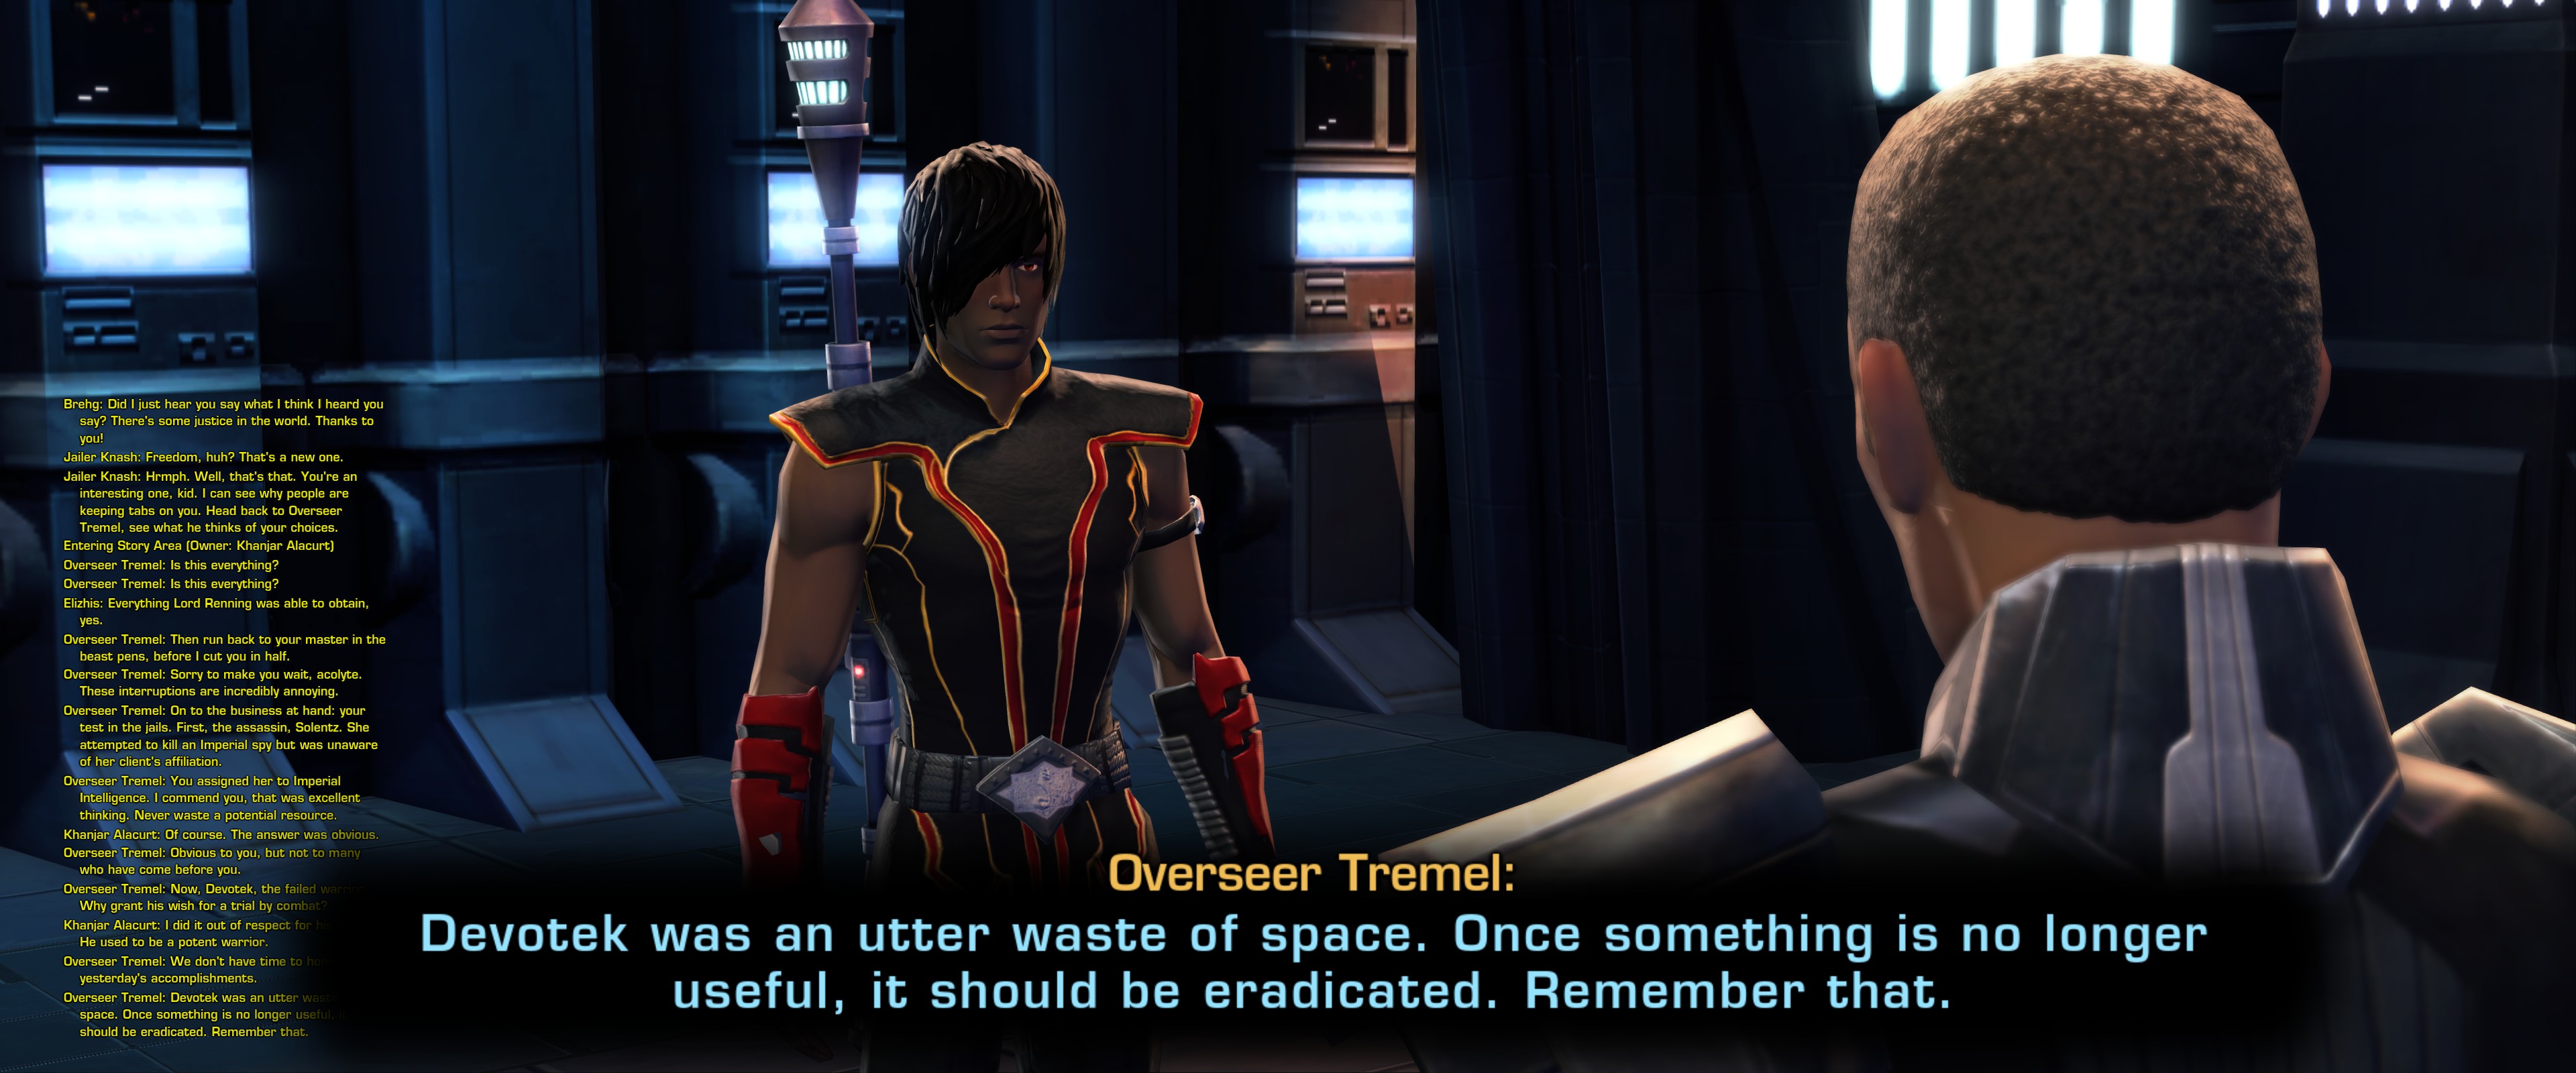 Brehg: Did I just hear you say what I think I heard you
say? There's some justice in the world. Thanks to
you!
Jailer Knash: Freedom, huh? That's a new one.
Jailer Knash: Hrmph. Well, that's that. You're an
interesting one, kid. I can see why people are
keeping tabs on you. Head back to Overseer
Tremel, see what he thinks of your choices.
Entering Story Area (Owner: Khanjar Alacurt)
Overseer Tremel: Is this everything?
Overseer Tremel: Is this everything?
Elizhis: Everything Lord Renning was able to obtain,
yes.
Overseer Tremel: Then run back to your master in the
beast pens, before I cut you in half.
Overseer Tremel: Sorry to make you wait, acolyte.
These interruptions are incredibly annoying.
Overseer Tremel: On to the business at hand: your
test in the jails. First, the assassin, Solentz. She
attempted to kill an Imperial spy but was unaware
of her client's affiliation.
Overseer Tremel: You assigned her to Imperial
Intelligence. I commend you, that was excellent
thinking. Never waste a potential resource.
Khanjar Alacurt: Of course. The answer was obvious.
Overseer Tremel: Obvious to you, but not to many
who have come before you.
Overseer Tremel: Now, Devotek, the failed warrior.
Why grant his wish for a trial by combat?
Khanjar Alacurt: I did it out of respect for
He used to be a potent warrior.
Overseer Tremel: We don't have time to
yesterday's accomplishments.
Overseer Tremel: Devotek was an utter waste
space. Once something is no longer useful, it
should be eradicated. Remember that.
Overseer Tremel:
Devotek was an utter waste of space. Once something is no longer
useful, it should be eradicated. Remember that.